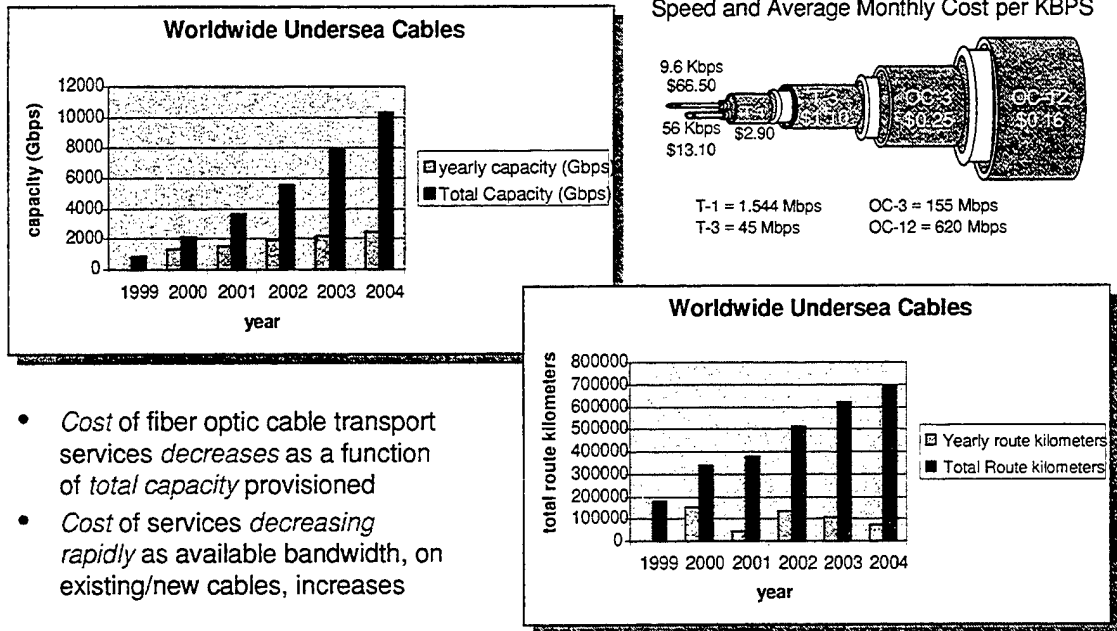 Worldwide Undersea Cables
12000
10000
8000
6000
4000
2000
0
capacity (Gbps)
1999 2000 2001 2002 2003 2004
year
yearly capacity (Gbps)
Total Capacity (Gbps)
Speed and Average Monthly Cost per KBPS
9.6 Kbps
$66.50
56 Kbps
$13.10
$2.90
$1.10
OC-3
$0.25
OC-12
$0.16
T-1 = 1.544 Mbps OC-3 = 155 Mbps
T-3 = 45 Mbps OC-12 = 620 Mbps
Worldwide Undersea Cables
800000
700000
600000
500000
400000
300000
200000
100000
0
total route kilometers
1999 2000 2001 2002 2003 2004
year
Yearly route kilometers
Total Route kilometers
• Cost of fiber optic cable transport
services decreases as a function
of total capacity provisioned
• Cost of services decreasing
rapidly as available bandwidth, on
existing/new cables, increases